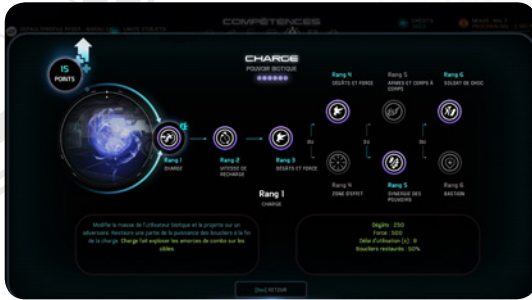 COMPÉTENCES
15
POINTS
CHARGE
POUVOIR BIOTIQUE
Rang 4
DÉGÂTS ET FORCE
Rang 5
ARMES ET CORPS À
CORPS
Rang 6
SOLDAT DE CHOC
Rang 1
CHARGE
Rang 2
VITESSE DE
RECHARGE
Rang 3
DÉGÂTS ET FORCE
OU
OU
OU
Rang 4
ZONE D'EFFET
Rang 5
SYNERGIE DES
POUVOIRS
Rang 6
BASTION
Rang 1
CHARGE
Modifie la masse de l'utilisateur biotique et le projette sur un
adversaire. Restaure une partie de la puissance des Boucliers à la fin
de la charge. Charge fait exploser les amorces de combo sur les
cibles.
Dégâts : 250
Force : 500
Délai d'utilisation (s) : 8
Boucliers restaurés : 50%
RETOUR